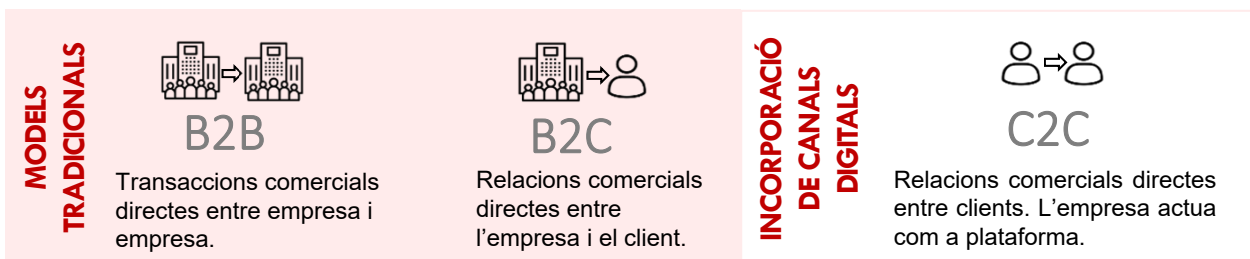 MODELS
TRADICIONALS
B2B
Transaccions comercials
directes entre empresa i
empresa.
B2C
Relacions comercials
directes entre
l’empresa i el client.
INCORPORACIÓ
DE CANALS
DIGITALS
C2C
Relacions comercials directes
entre clients. L’empresa actua
com a plataforma.